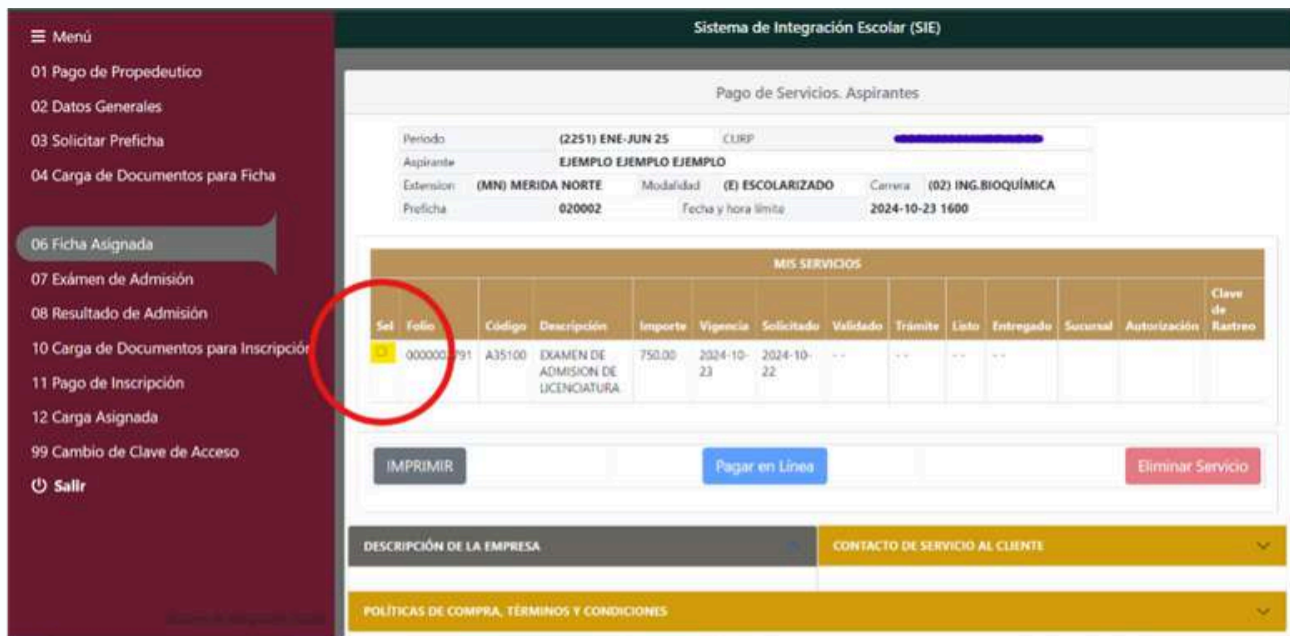 Menú
01 Pago de Propedeutico
02 Datos Generales
03 Solicitar Preficha
04 Carga de Documentos para Ficha
06 Ficha Asignada
07 Exámen de Admisión
08 Resultado de Admisión
10 Carga de Documentos para Inscripción
11 Pago de Inscripción
12 Carga Asignada
99 Cambio de Clave de Acceso
Salir
Sistema de Integración Escolar (SIE)
Pago de Servicios. Aspirantes
Periodo (2251) ENE-JUN 25 CURP
Aspirante EJEMPLO EJEMPLO EJEMPLO
Extension (MN) MERIDA NORTE Modalidad (E) ESCOLARIZADO Carrera (02) ING.BIOQUÍMICA
Preficha 020002 Fecha y hora límite 2024-10-23 1600
MIS SERVICIOS
Sel Folio Código Descripción Importe Vigencia Solicitado Validado Trámite Listo Entregado Sucursal Autorización Clave de Rastreo
A35100 EXAMEN DE ADMISION DE LICENCIATURA 750.00 2024-10-23 2024-10-22 - - - - - - - -
IMPRIMIR Pagar en Línea Eliminar Servicio
DESCRIPCIÓN DE LA EMPRESA CONTACTO DE SERVICIO AL CLIENTE
POLÍTICAS DE COMPRA, TÉRMINOS Y CONDICIONES